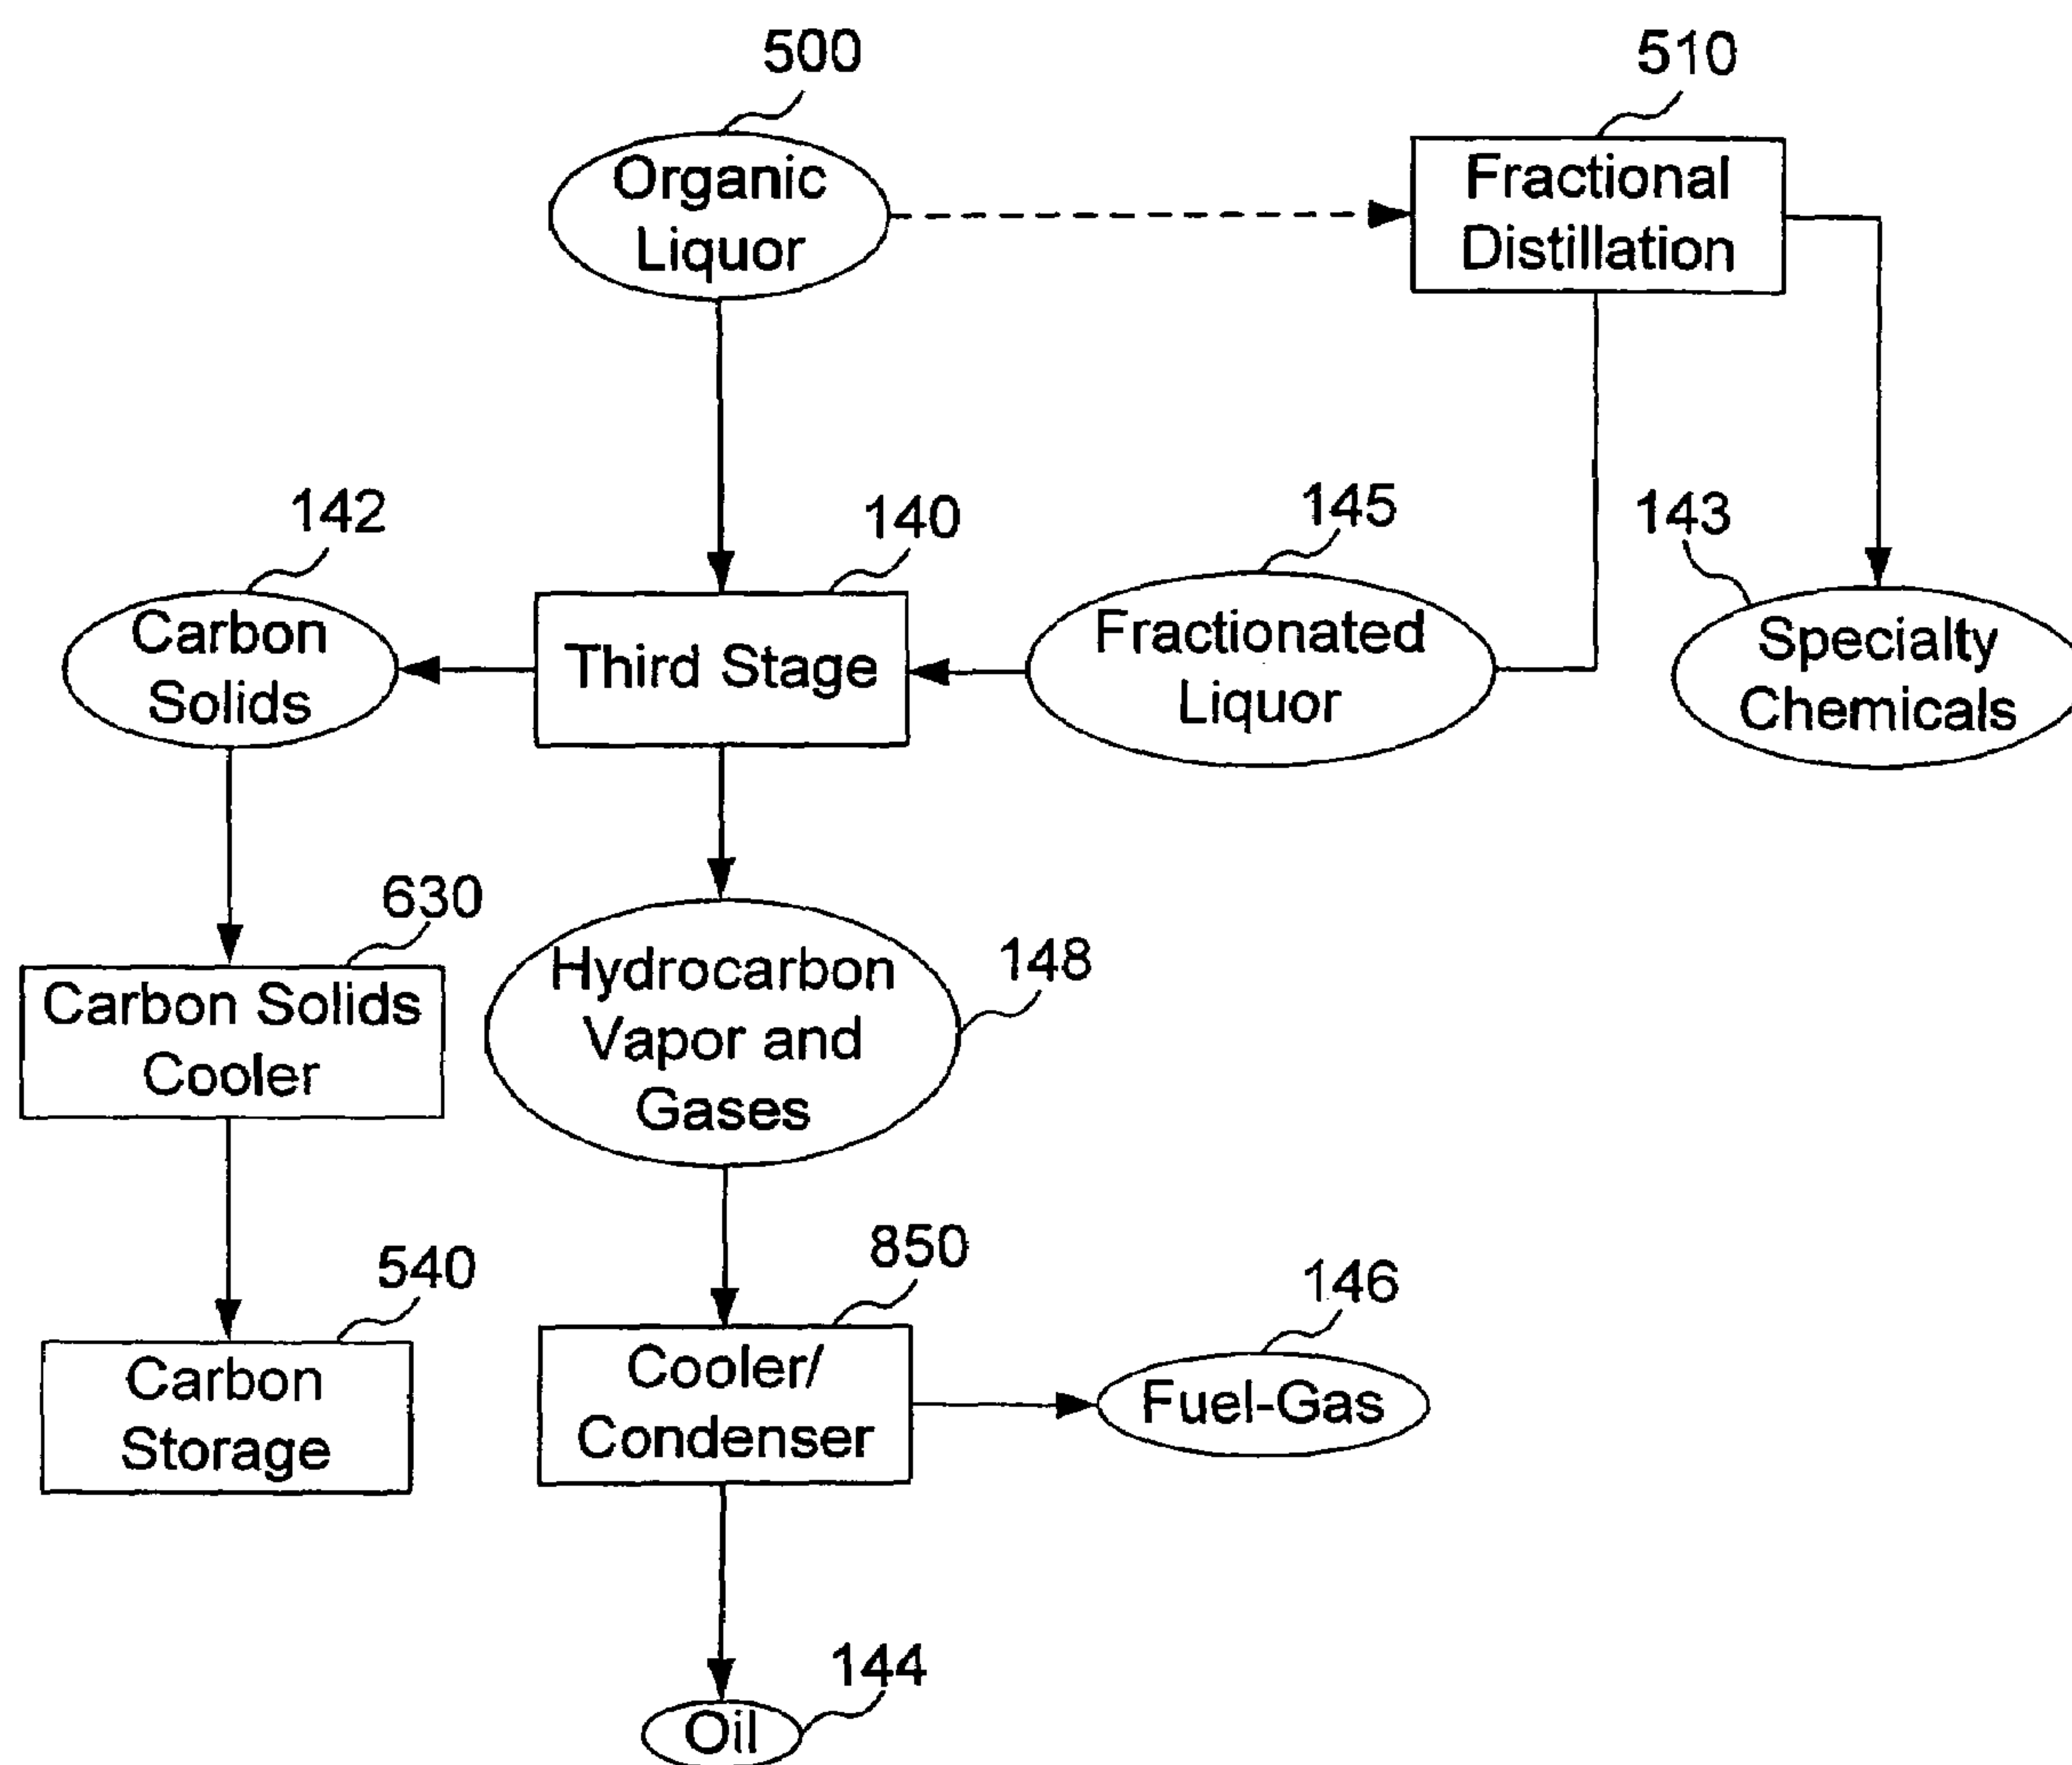 500
510
Organic
Liquor
Fractional
Distillation
142
140
145
143
Carbon
Solids
Third Stage
Fractionated
Liquor
Specialty
Chemicals
630
148
Carbon Solids
Cooler
Hydrocarbon
Vapor and
Gases
540
850
146
Carbon
Storage
Cooler/
Condenser
Fuel-Gas
144
Oil